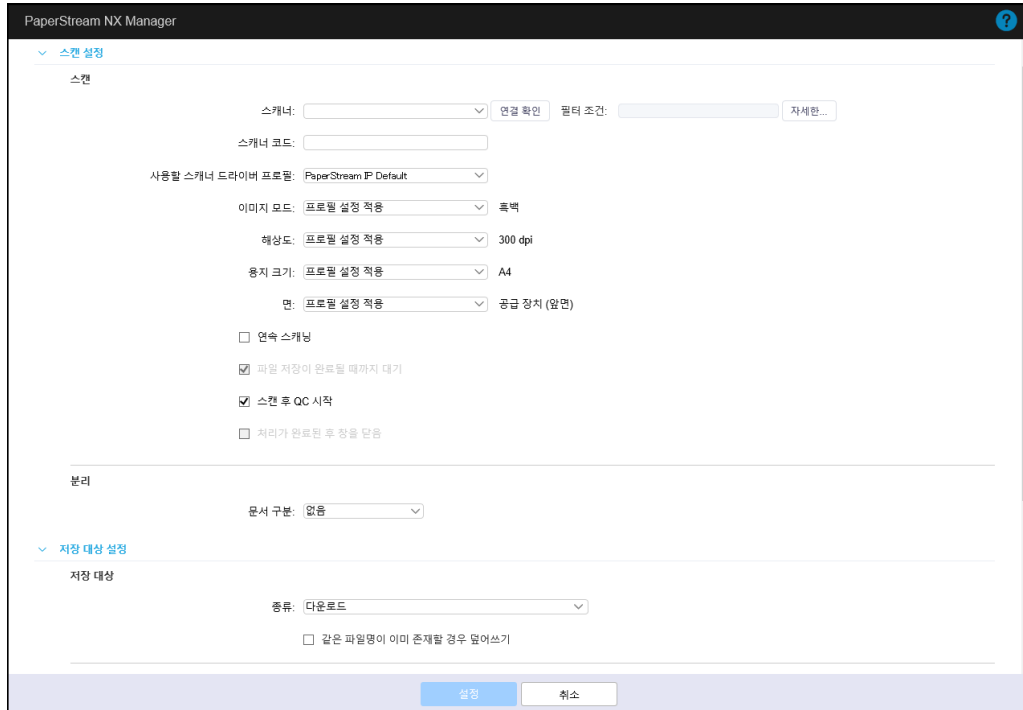 PaperStream NX Manager ?
스캔 설정
스캔
스캐너: 연결 확인 필터 조건: 자세한...
스캐너 코드:
사용할 스캐너 드라이버 프로필: PaperStream IP Default
이미지 모드: 프로필 설정 적용 흑백
해상도: 프로필 설정 적용 300 dpi
용지 크기: 프로필 설정 적용 A4
면: 프로필 설정 적용 공급 장치 (앞면)
연속 스캐닝
파일 저장이 완료될 때까지 대기
스캔 후 QC 시작
처리가 완료된 후 창을 닫음
분리
문서 구분: 없음
저장 대상 설정
저장 대상
종류: 다운로드
같은 파일명이 이미 존재할 경우 덮어쓰기
설정 취소